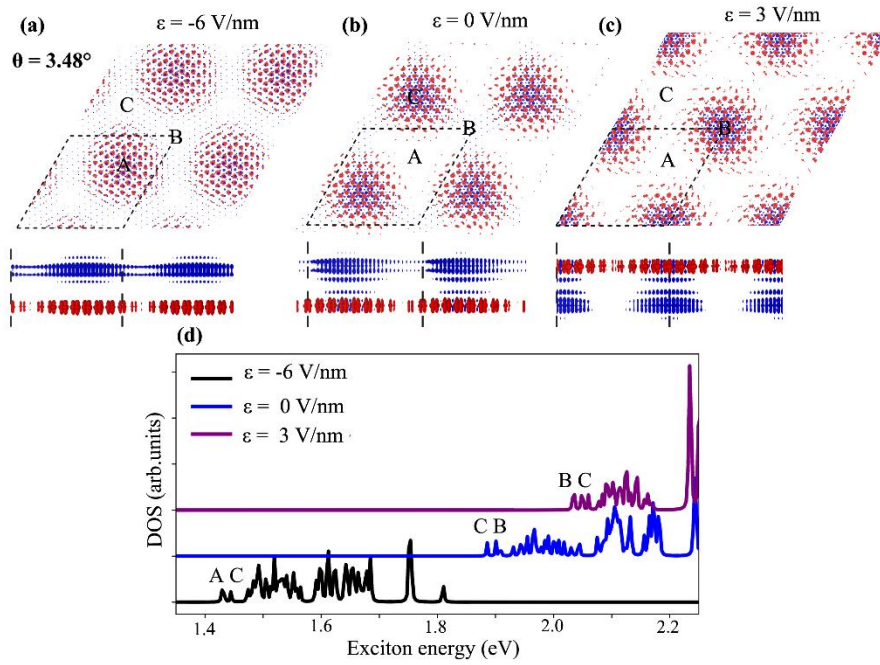 (a) ε = -6 V/nm (b) ε = 0 V/nm (c) ε = 3 V/nm
θ = 3.48°
C B A
C B A
C B A
(d)
ε = -6 V/nm
ε = 0 V/nm
ε = 3 V/nm
B C
C B
A C
DOS (arb.units)
1.4 1.6 1.8 2.0 2.2
Exciton energy (eV)